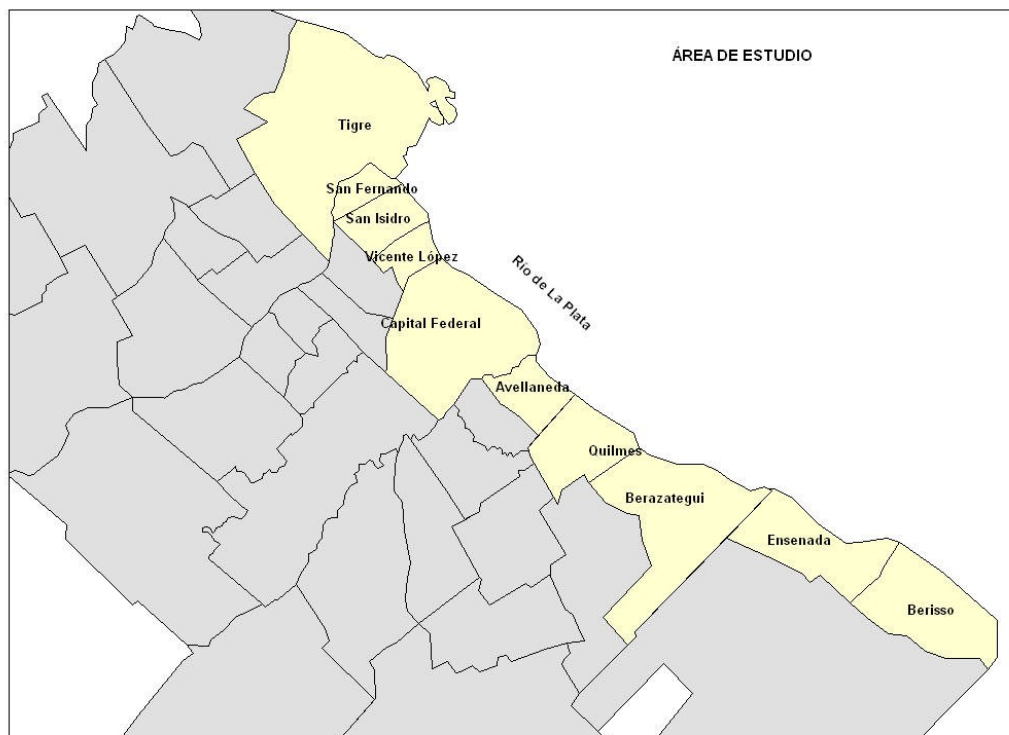 ÁREA DE ESTUDIO
Tigre
San Fernando
San Isidro
Vicente López
Río de La Plata
Capital Federal
Avellaneda
Quilmes
Berazategui
Ensenada
Berisso